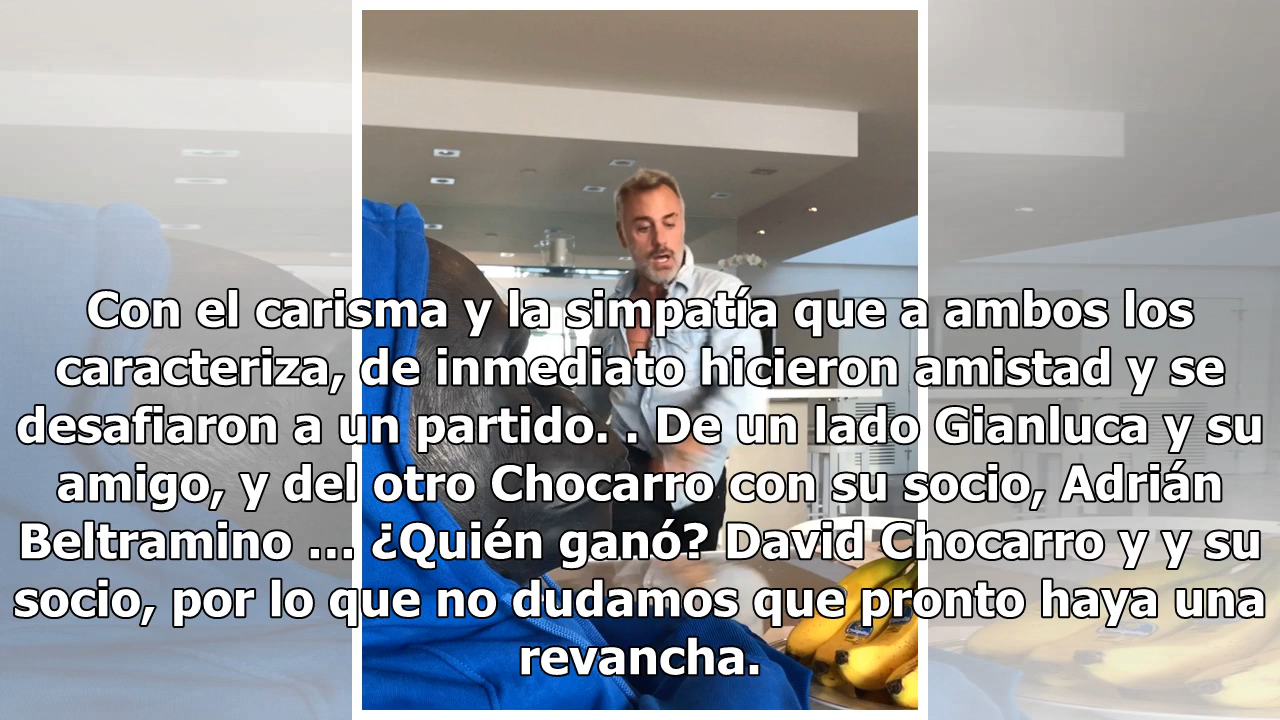 Con el carisma y la simpatía que a ambos los
caracteriza, de inmediato hicieron amistad y se
desafiaron a un partido. . De un lado Gianluca y su
amigo, y del otro Chocarro con su socio, Adrián
Beltramino ... ¿Quién ganó? David Chocarro y y su
socio, por lo que no dudamos que pronto haya una
revancha.